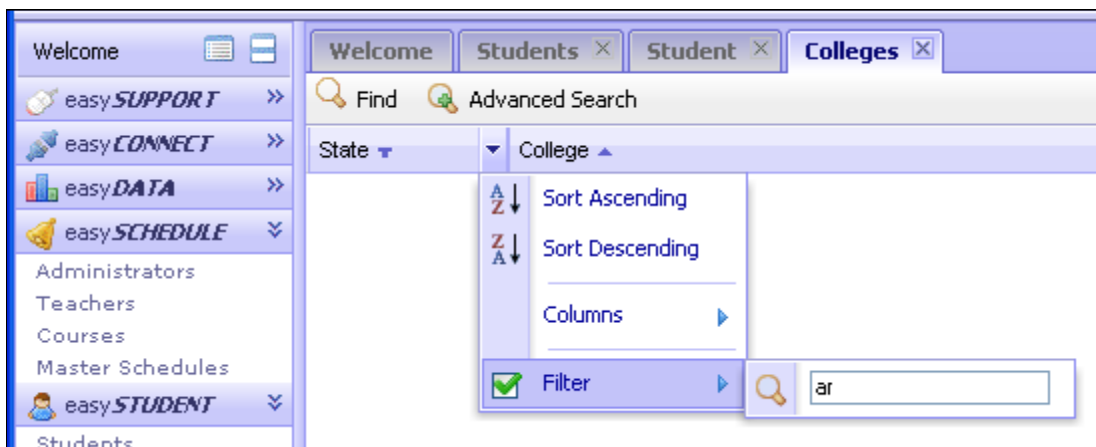 Welcome
easySUPPORT
easyCONNECT
easyDATA
easySCHEDULE
Administrators
Teachers
Courses
Master Schedules
easySTUDENT
Students
Welcome Students Student Colleges
Find Advanced Search
State College
Sort Ascending
Sort Descending
Columns
Filter
ar